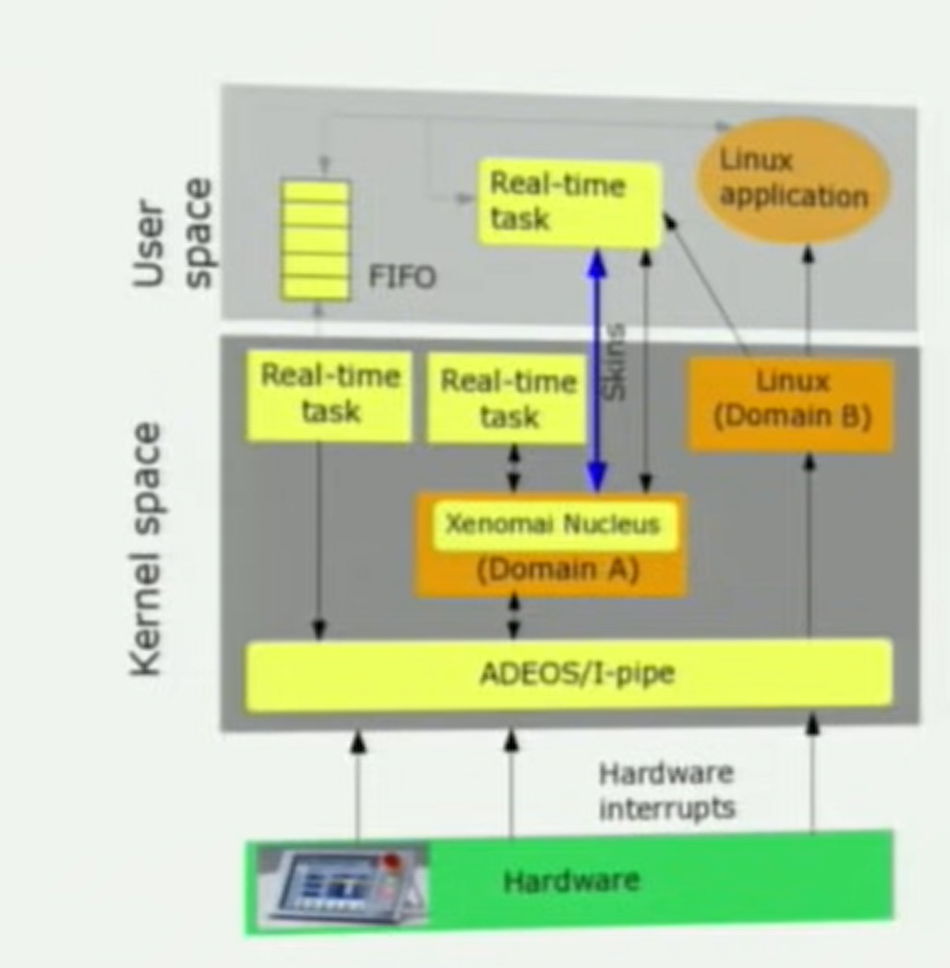 User
space
Real-time
task
Linux
application
FIFO
Skins
Kernel space
Real-time
task
Real-time
task
Linux
(Domain B)
Xenomai Nucleus
(Domain A)
ADEOS/I-pipe
Hardware
interrupts
Hardware